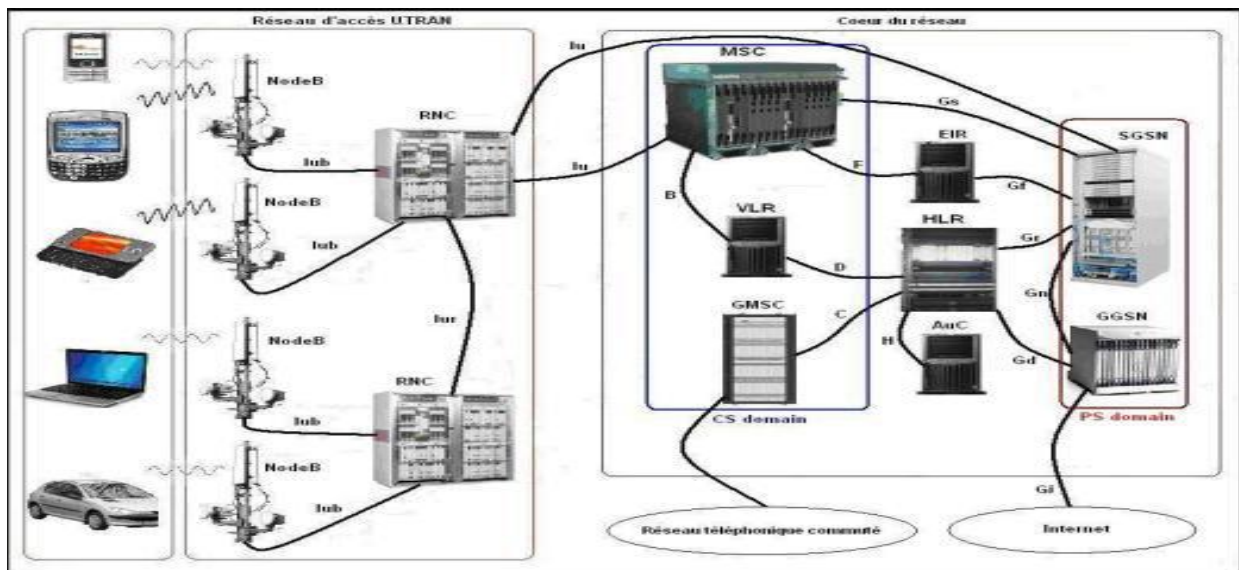 Réseau d'accès UTRAN
Coeur du réseau
NodeB
Iub
NodeB
Iub
RNC
Iu
Iu
Iur
NodeB
Iub
NodeB
Iub
RNC
MSC
Gs
EIR
F
Gf
SGSN
B
VLR
HLR
Gr
D
GMSC
C
H
AuC
Gn
GGSN
Gd
CS domain
PS domain
Gi
Réseau téléphonique commuté
Internet